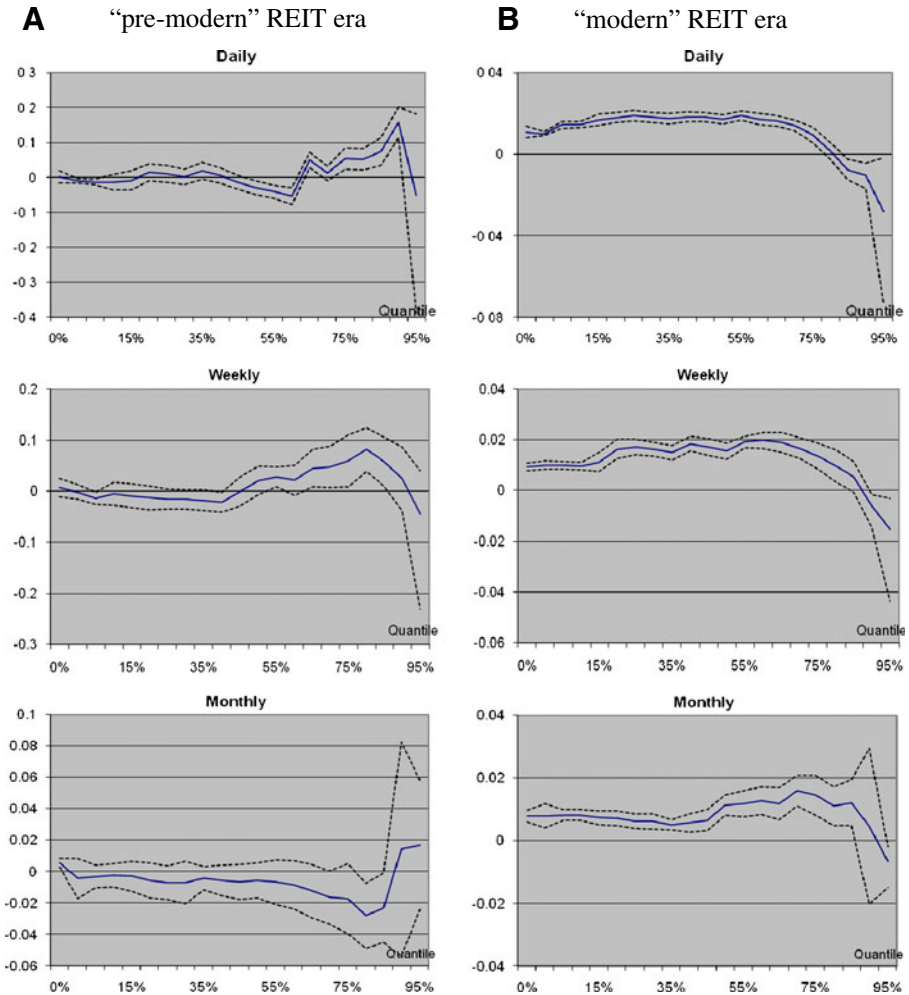 A "pre-modern" REIT era
B "modern" REIT era
Daily
0 3
0 2
0.1
0
-0 1
-0 2
-0 3
-0 4
Quantile
0% 15% 35% 55% 75% 95%
Daily
0 04
0
-0 04
-0.08
Quantile
0% 15% 35% 55% 75% 95%
Weekly
0.2
0.1
0
-0.1
-0.2
-0.3
Quantile
0% 15% 35% 55% 75% 95%
Weekly
0.04
0.02
0
-0.02
-0.04
-0.06
Quantile
0% 15% 35% 55% 75% 95%
Monthly
0.1
0.08
0.06
0.04
0.02
0
-0.02
-0.04
-0.06
Quantile
0% 15% 35% 55% 75% 95%
Monthly
0.04
0.02
0
-0.02
-0.04
Quantile
0% 15% 35% 55% 75% 95%